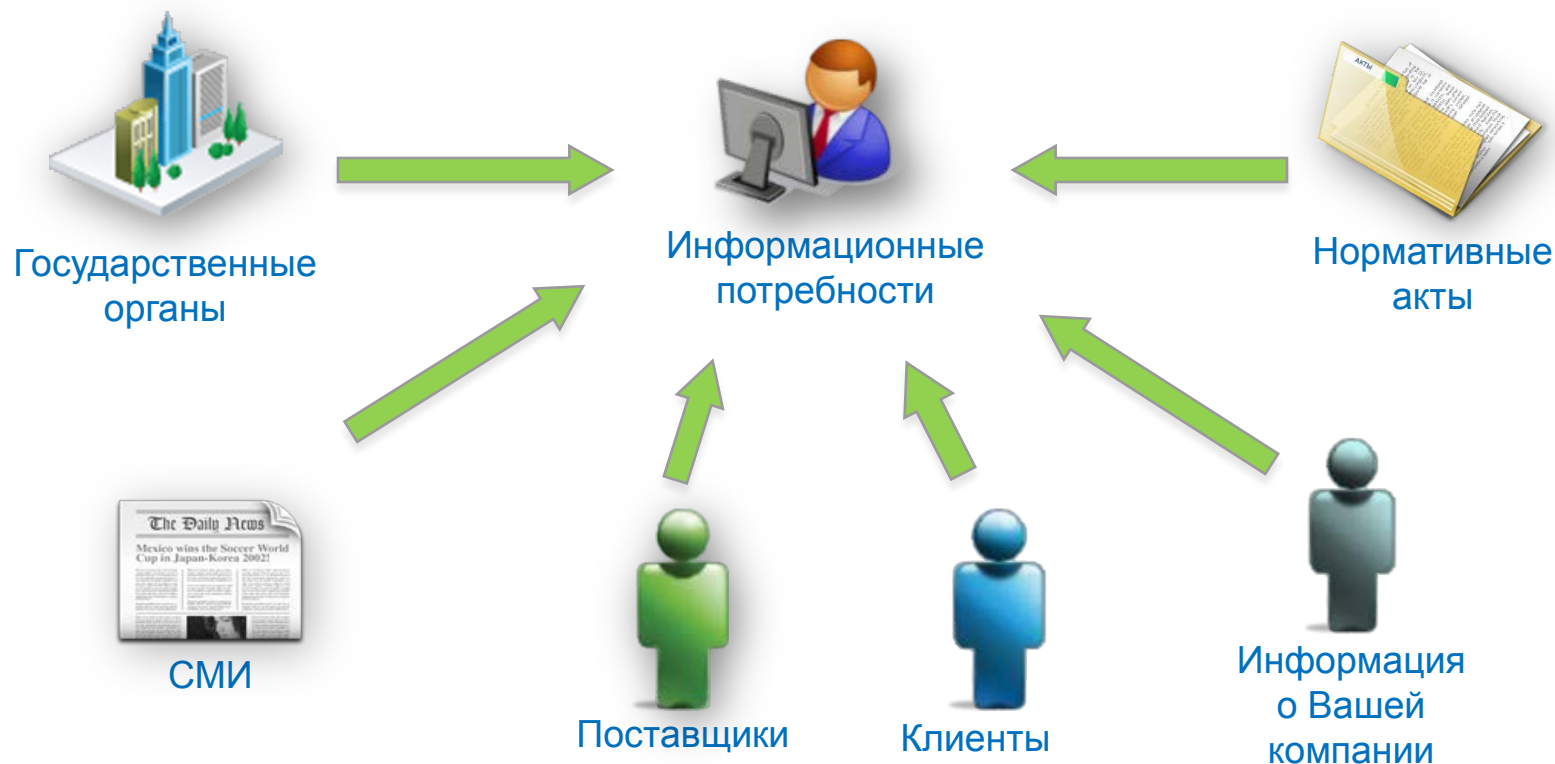 АКТЫ
Государственные
органы
Информационные
потребности
Нормативные
акты
The Daily News
Mexico wins the Soccer World
Cup in Japan-Korea 2002!
СМИ
Поставщики
Клиенты
Информация
о Вашей
компании